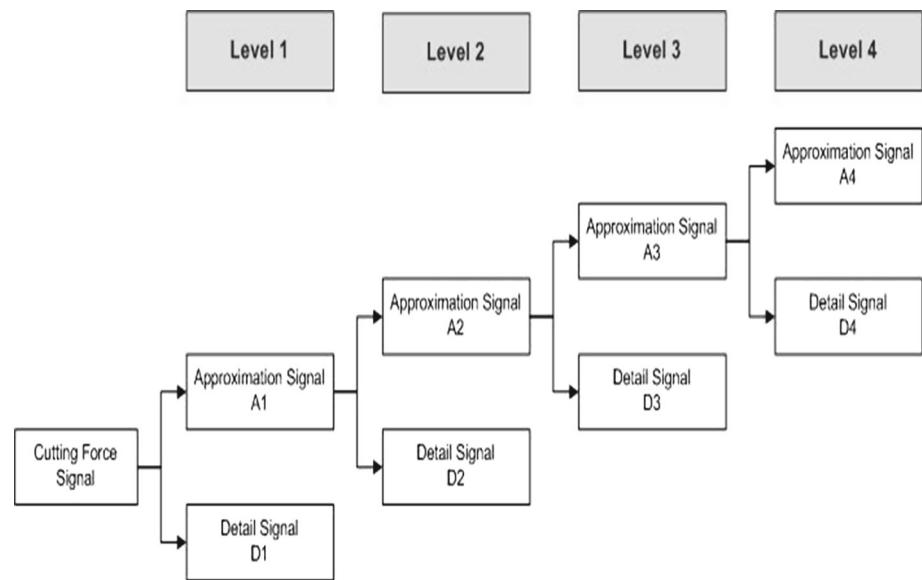 Level 1
Level 2
Level 3
Level 4
Approximation Signal
A4
Approximation Signal
A3
Approximation Signal
A2
Detail Signal
D4
Approximation Signal
A1
Detail Signal
D3
Cutting Force
Signal
Detail Signal
D2
Detail Signal
D1